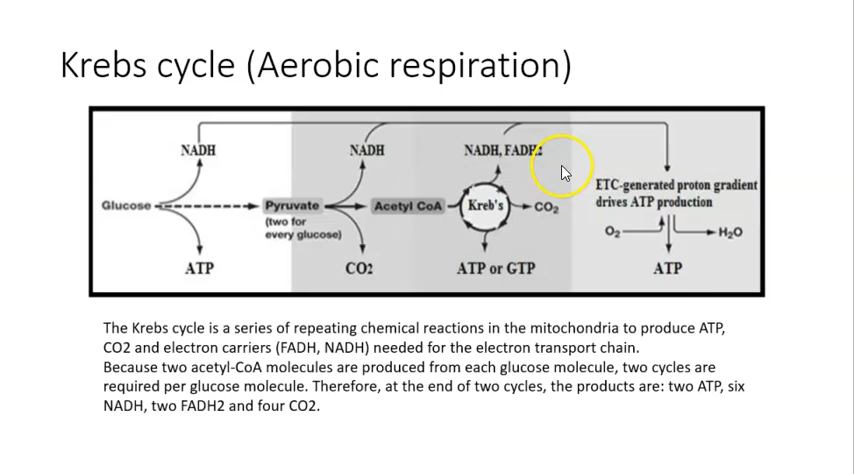 Krebs cycle (Aerobic respiration)
NADH
NADH
NADH, FADH2
ETC-generated proton gradient
drives ATP production
Glucose
Pyruvate
(two for
every glucose)
Acetyl CoA
Kreb's
CO2
O2
H2O
ATP
CO2
ATP or GTP
ATP
The Krebs cycle is a series of repeating chemical reactions in the mitochondria to produce ATP,
CO2 and electron carriers (FADH, NADH) needed for the electron transport chain.
Because two acetyl-CoA molecules are produced from each glucose molecule, two cycles are
required per glucose molecule. Therefore, at the end of two cycles, the products are: two ATP, six
NADH, two FADH2 and four CO2.